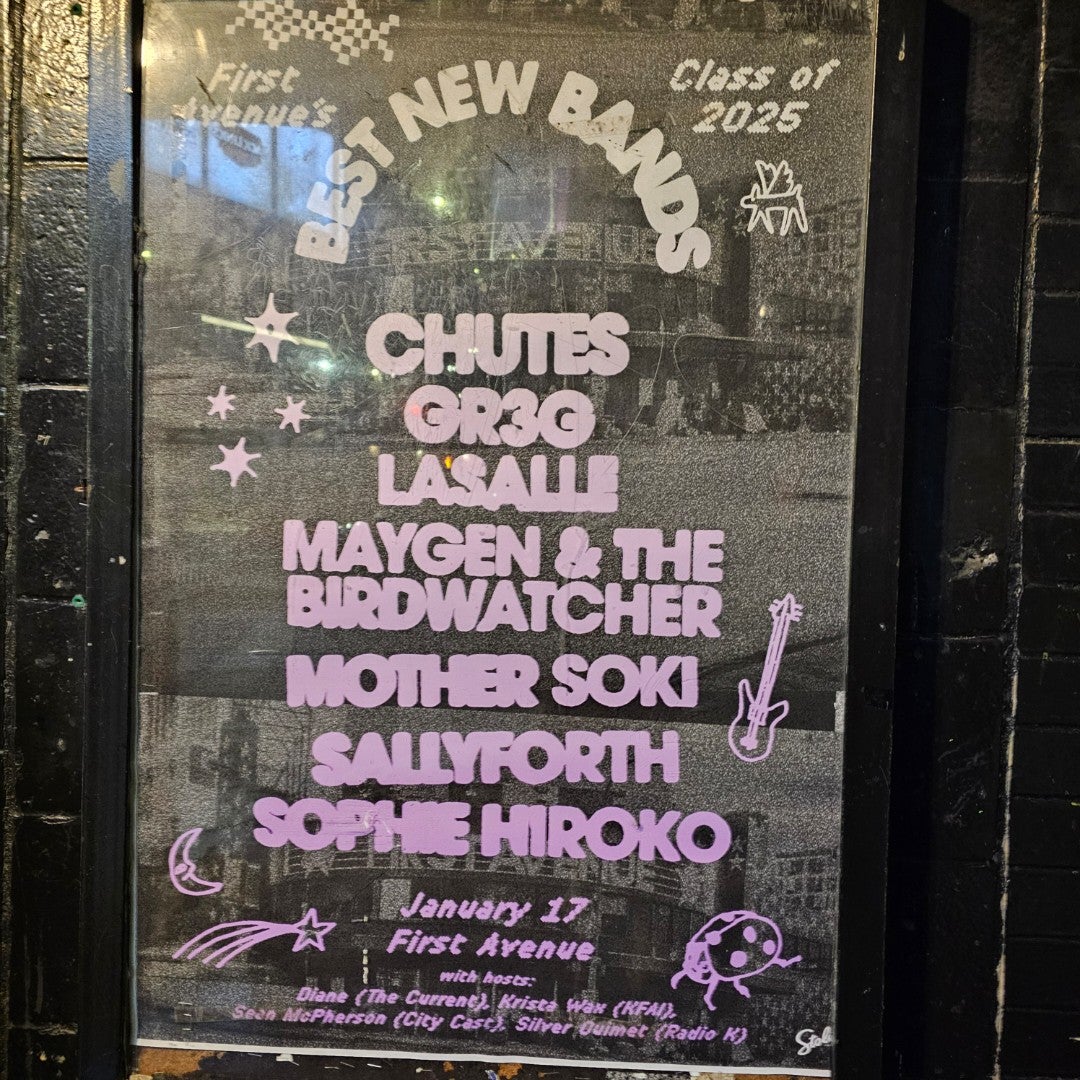 First
Avenue's
BEST NEW BANDS
Class of
2025
FIRST AVENUE
CHUTES
GR3G
LASALLE
MAYGEN & THE
BIRDWATCHER
MOTHER SOKI
SALLYFORTH
SOPHIE HIROKO
January 17
First Avenue
with hosts:
Diane (The Current), Krista Wax (KFAI),
Sean McPherson (City Cast), Silver Ouimet (Radio K)